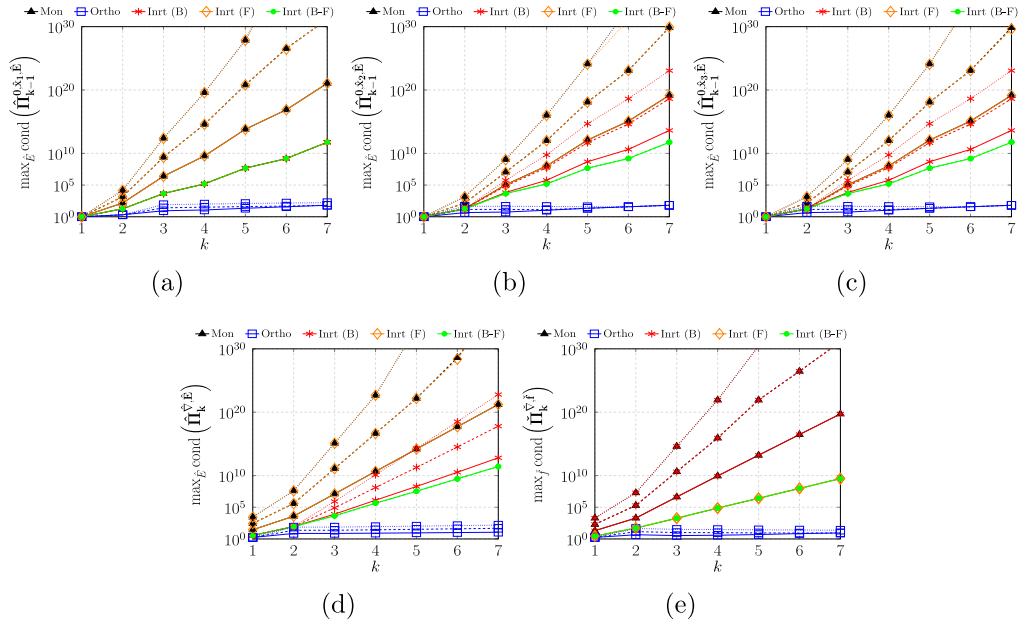 Mon Ortho Inrt (B) Inrt (F) Inrt (B-F)
10^30
10^20
10^10
10^5
10^0
1 2 3 4 5 6 7
k
max_Ê cond (Π̂^{0,x̂_1,Ê}_{k−1})
(a)
Mon Ortho Inrt (B) Inrt (F) Inrt (B-F)
10^30
10^20
10^10
10^5
10^0
1 2 3 4 5 6 7
k
max_Ê cond (Π̂^{0,x̂_2,Ê}_{k−1})
(b)
Mon Ortho Inrt (B) Inrt (F) Inrt (B-F)
10^30
10^20
10^10
10^5
10^0
1 2 3 4 5 6 7
k
max_Ê cond (Π̂^{0,x̂_3,Ê}_{k−1})
(c)
Mon Ortho Inrt (B) Inrt (F) Inrt (B-F)
10^30
10^20
10^10
10^5
10^0
1 2 3 4 5 6 7
k
max_Ê cond (Π̂^{∇̂,Ê}_k)
(d)
Mon Ortho Inrt (B) Inrt (F) Inrt (B-F)
10^30
10^20
10^10
10^5
10^0
1 2 3 4 5 6 7
k
max_f̌ cond (Π̌^{∇̌,f̌}_k)
(e)